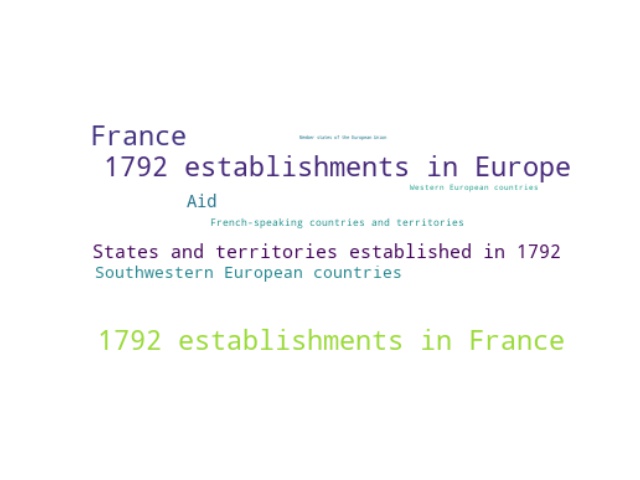 France
Member states of the European Union
1792 establishments in Europe
Western European countries
Aid
French-speaking countries and territories
States and territories established in 1792
Southwestern European countries
1792 establishments in France